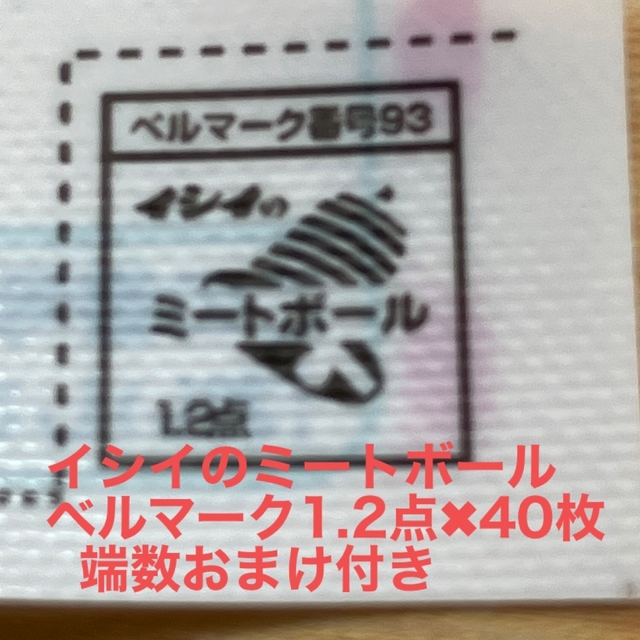 ベルマーク番号93
イシイの
ミートボール
1.2点
イシイのミートボール
ベルマーク1.2点✖40枚
端数おまけ付き